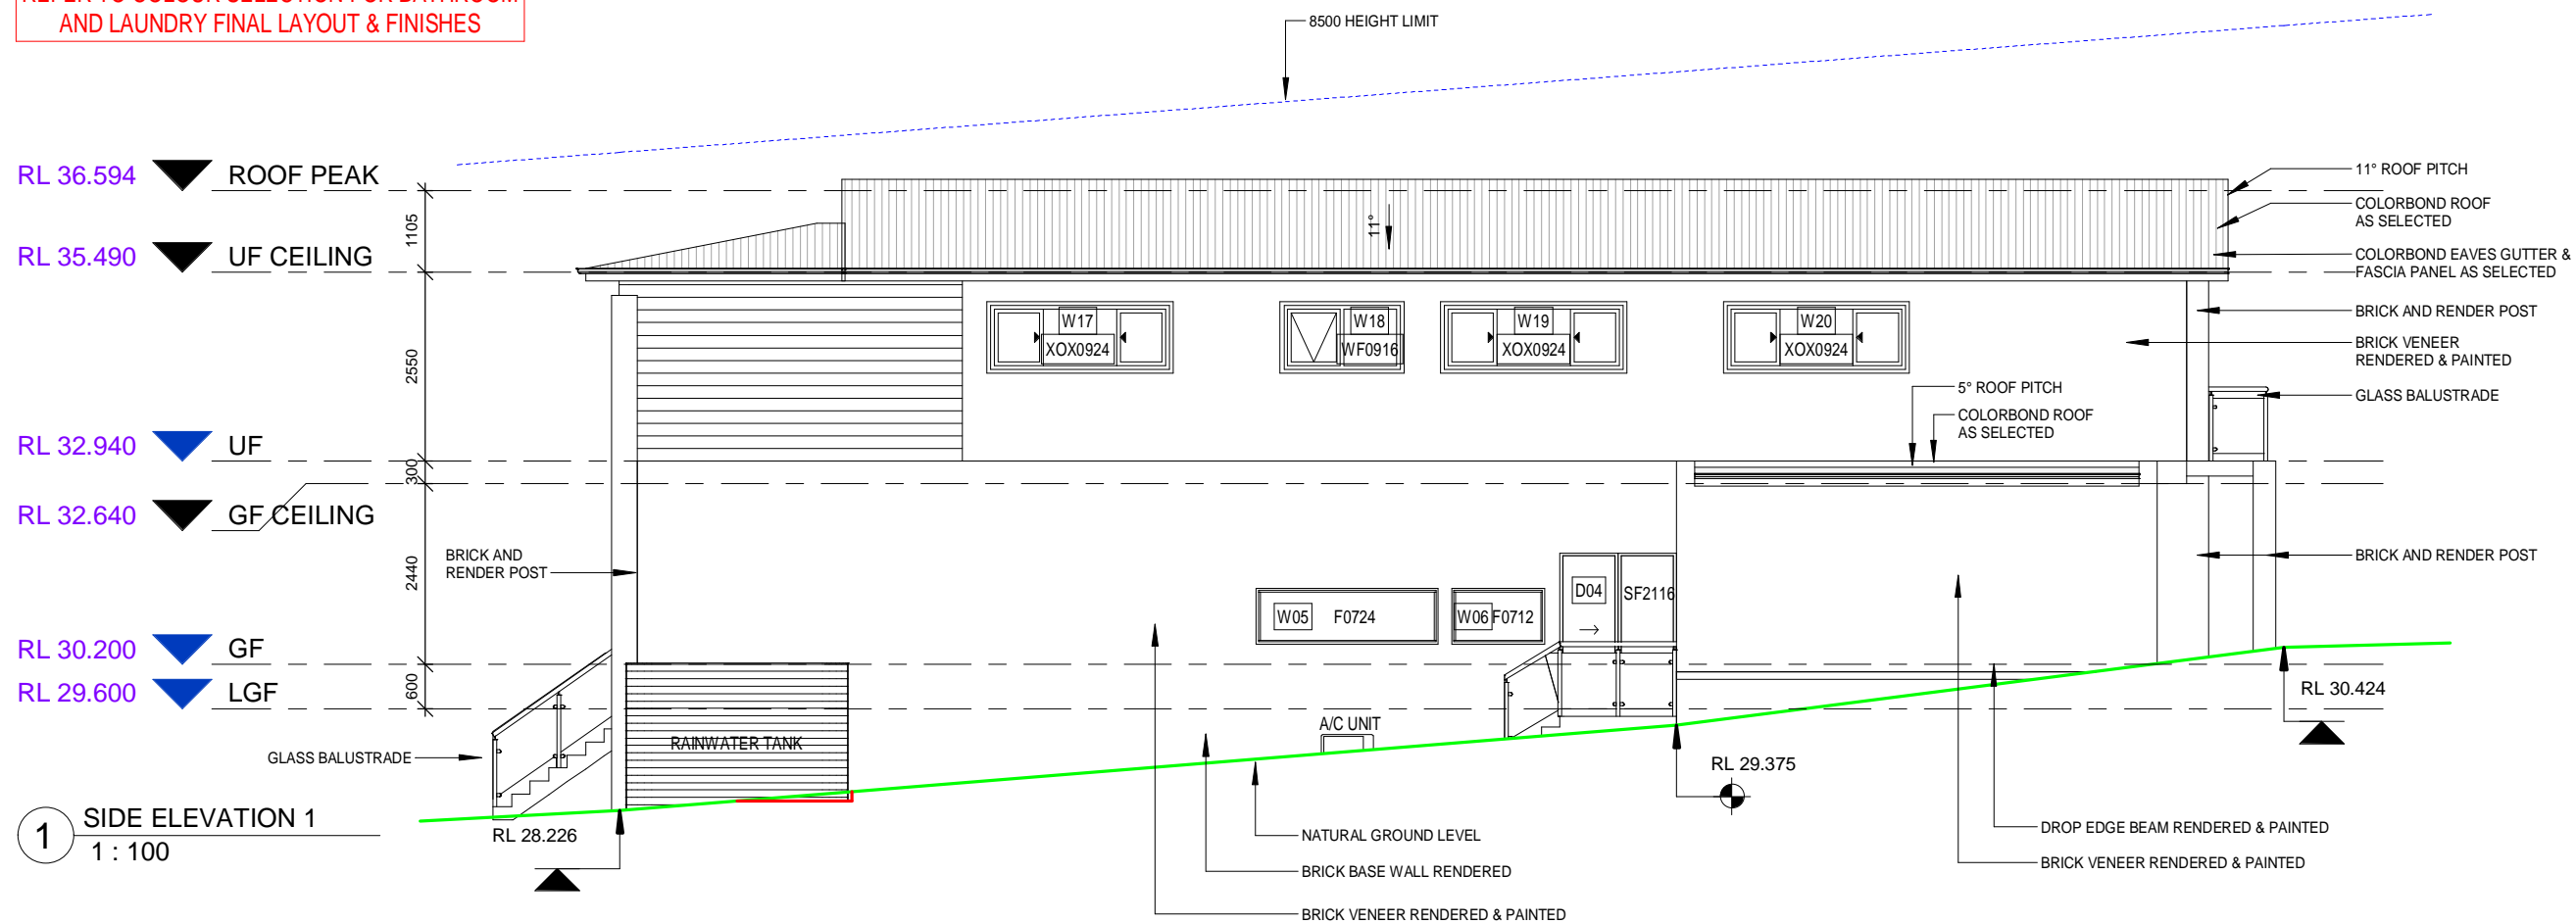 REFER TO COLOUR SELECTION FOR BATHROOM
AND LAUNDRY FINAL LAYOUT & FINISHES
8500 HEIGHT LIMIT
RL 36.594 ROOF PEAK
1105
RL 35.490 UF CEILING
2550
RL 32.940 UF
300
RL 32.640 GF CEILING
2440
RL 30.200 GF
600
RL 29.600 LGF
11°
11° ROOF PITCH
COLORBOND ROOF
AS SELECTED
COLORBOND EAVES GUTTER &
FASCIA PANEL AS SELECTED
BRICK AND RENDER POST
BRICK VENEER
RENDERED & PAINTED
GLASS BALUSTRADE
W17
XOX0924
W18
WF0916
W19
XOX0924
W20
XOX0924
5° ROOF PITCH
COLORBOND ROOF
AS SELECTED
BRICK AND
RENDER POST
BRICK AND RENDER POST
W05 F0724
W06 F0712
D04 SF2116
RL 30.424
A/C UNIT
RAINWATER TANK
GLASS BALUSTRADE
RL 29.375
RL 28.226
1 SIDE ELEVATION 1
1 : 100
NATURAL GROUND LEVEL
BRICK BASE WALL RENDERED
BRICK VENEER RENDERED & PAINTED
DROP EDGE BEAM RENDERED & PAINTED
BRICK VENEER RENDERED & PAINTED